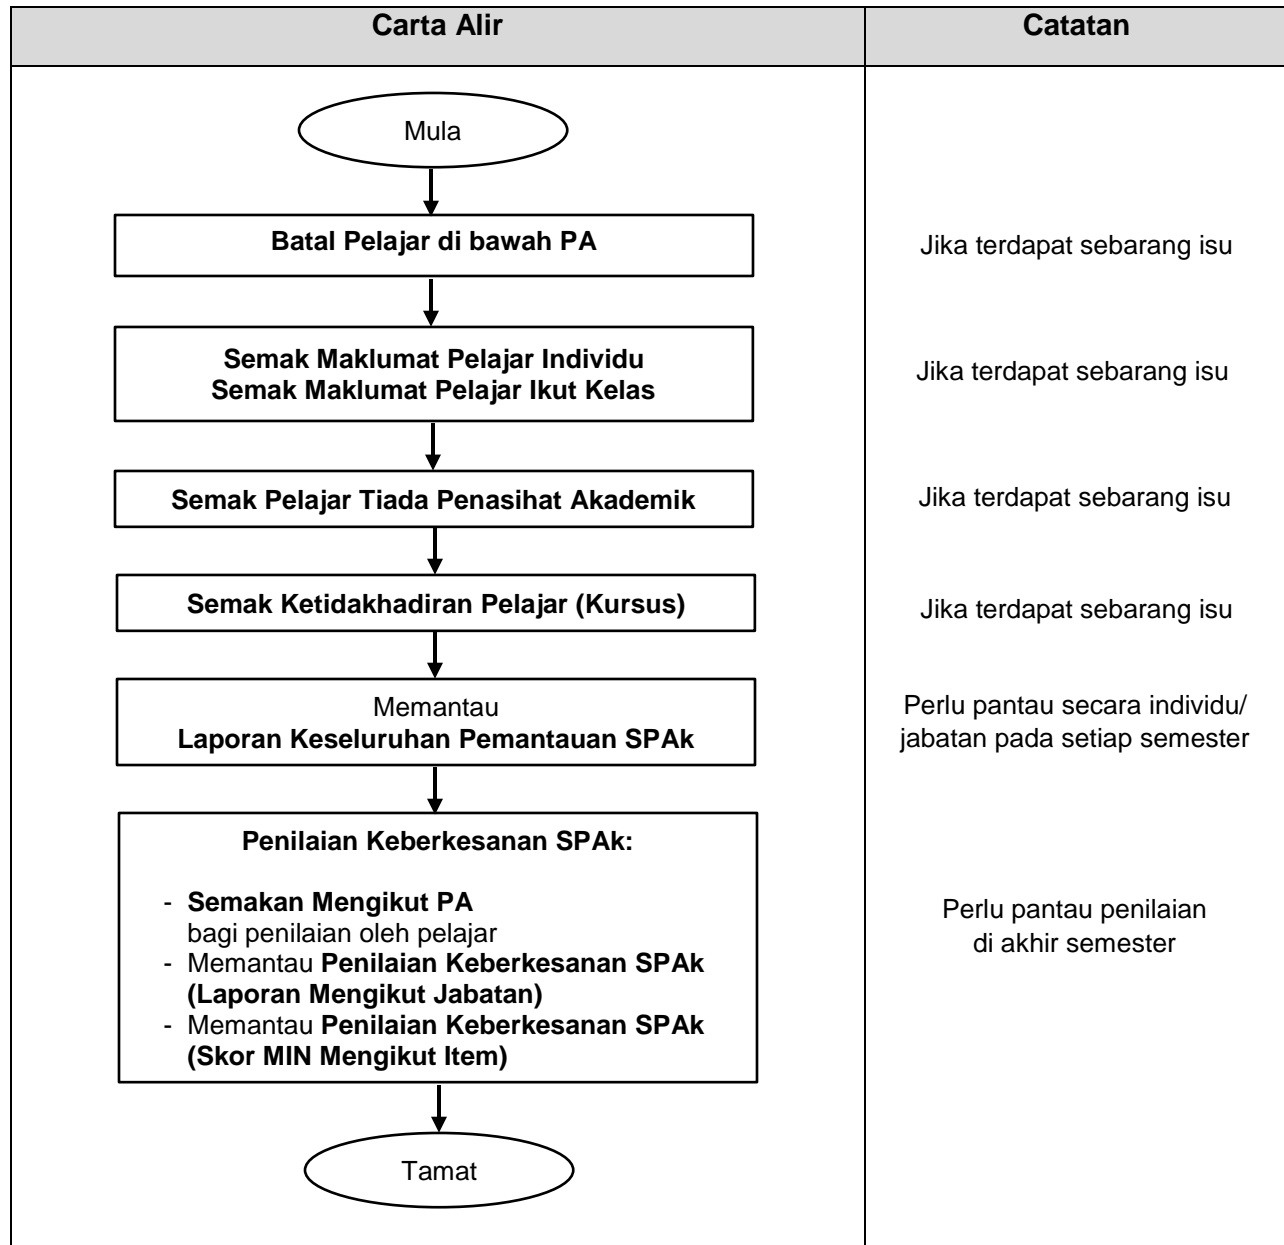 Carta Alir
Catatan
Mula
Batal Pelajar di bawah PA
Jika terdapat sebarang isu
Semak Maklumat Pelajar Individu
Semak Maklumat Pelajar Ikut Kelas
Jika terdapat sebarang isu
Semak Pelajar Tiada Penasihat Akademik
Jika terdapat sebarang isu
Semak Ketidakhadiran Pelajar (Kursus)
Jika terdapat sebarang isu
Memantau
Laporan Keseluruhan Pemantauan SPAk
Perlu pantau secara individu/
jabatan pada setiap semester
Penilaian Keberkesanan SPAk:
- Semakan Mengikut PA
bagi penilaian oleh pelajar
- Memantau Penilaian Keberkesanan SPAk
(Laporan Mengikut Jabatan)
- Memantau Penilaian Keberkesanan SPAk
(Skor MIN Mengikut Item)
Perlu pantau penilaian
di akhir semester
Tamat